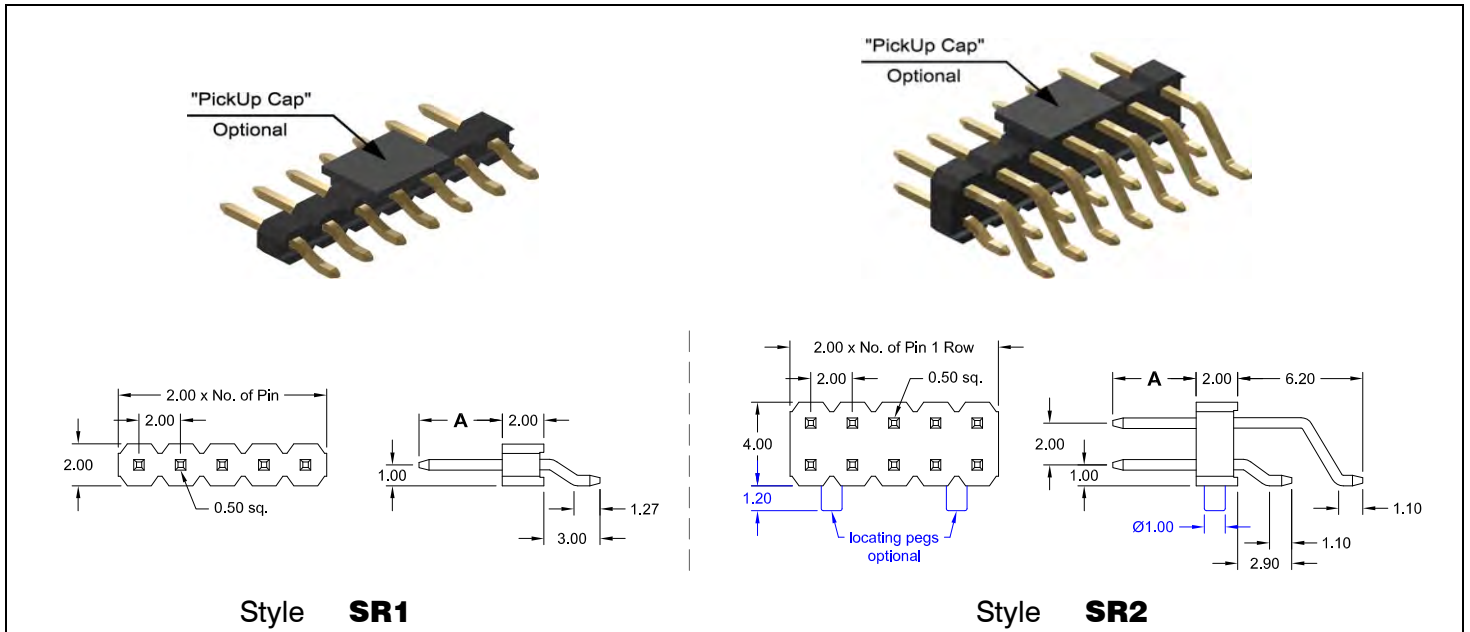 "PickUp Cap"
Optional
"PickUp Cap"
Optional
2.00 x No. of Pin
2.00
2.00
0.50 sq.
A
2.00
1.00
1.27
3.00
2.00 x No. of Pin 1 Row
2.00
0.50 sq.
4.00
1.20
locating pegs
optional
A
2.00
6.20
2.00
1.00
Ø1.00
1.10
1.10
2.90
Style SR1
Style SR2